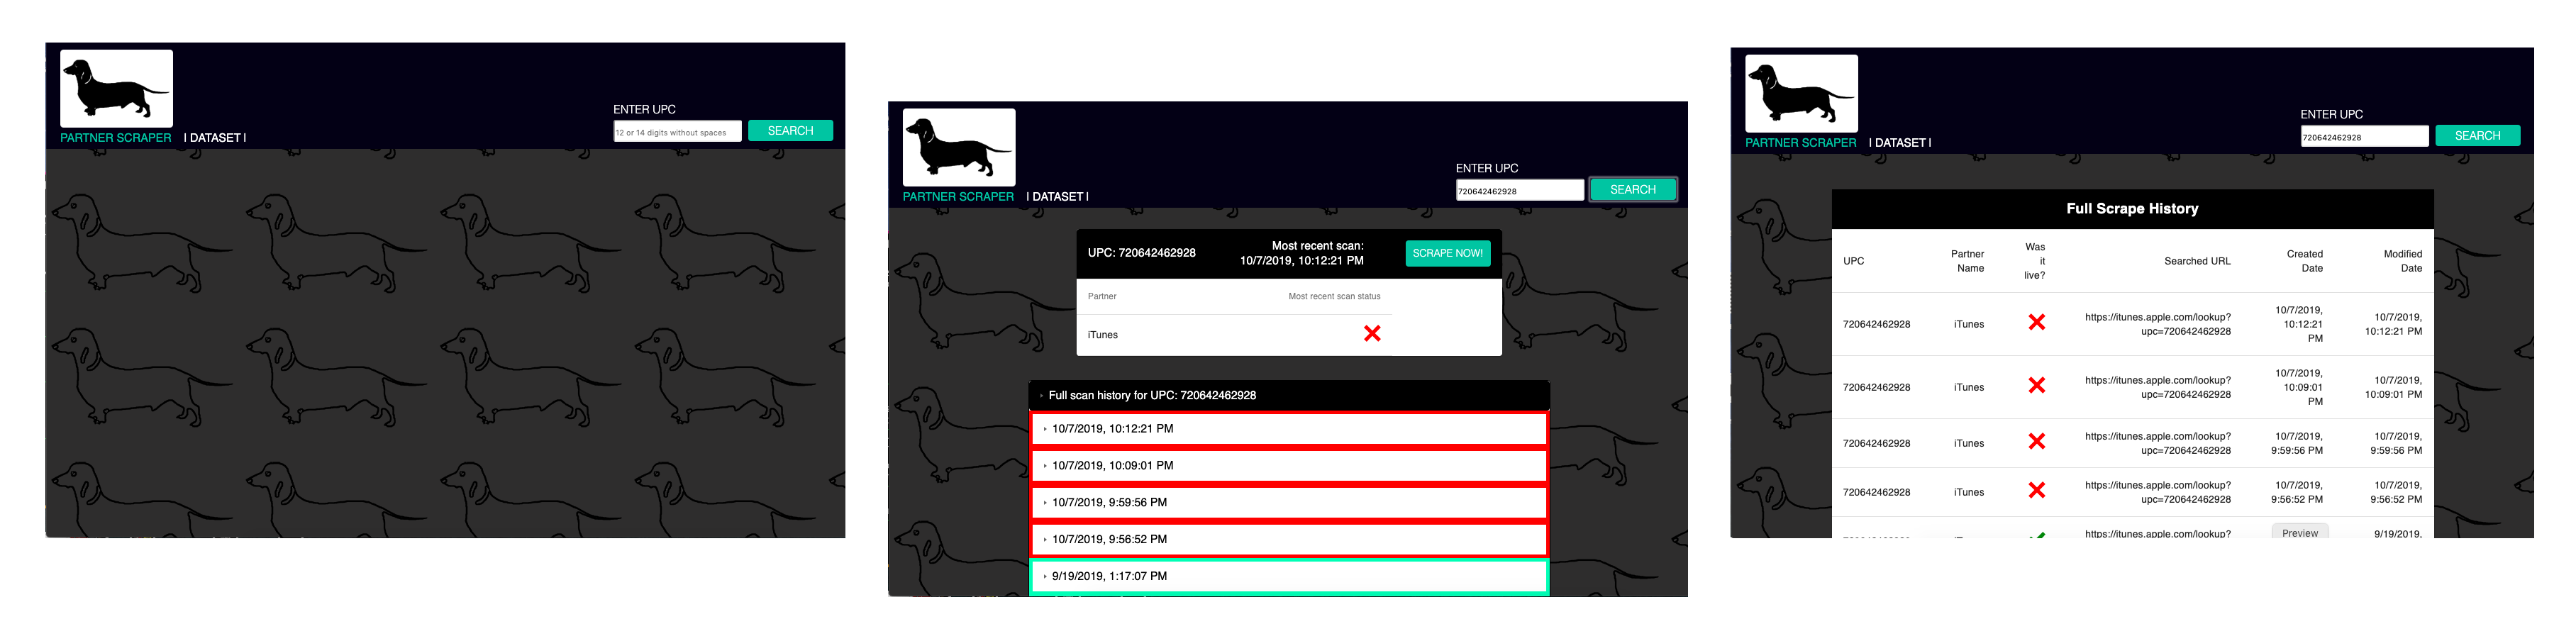 ENTER UPC
12 or 14 digits without spaces
SEARCH
PARTNER SCRAPER
| DATASET |
ENTER UPC
720642462928
SEARCH
PARTNER SCRAPER
| DATASET |
UPC: 720642462928
Most recent scan:
10/7/2019, 10:12:21 PM
SCRAPE NOW!
Partner
Most recent scan status
iTunes
Full scan history for UPC: 720642462928
10/7/2019, 10:12:21 PM
10/7/2019, 10:09:01 PM
10/7/2019, 9:59:56 PM
10/7/2019, 9:56:52 PM
9/19/2019, 1:17:07 PM
ENTER UPC
720642462928
SEARCH
PARTNER SCRAPER
| DATASET |
Full Scrape History
UPC
Partner
Name
Was
it
live?
Searched URL
Created
Date
Modified
Date
720642462928
iTunes
https://itunes.apple.com/lookup?
upc=720642462928
10/7/2019,
10:12:21
PM
10/7/2019,
10:12:21 PM
720642462928
iTunes
https://itunes.apple.com/lookup?
upc=720642462928
10/7/2019,
10:09:01
PM
10/7/2019,
10:09:01 PM
720642462928
iTunes
https://itunes.apple.com/lookup?
upc=720642462928
10/7/2019,
9:59:56 PM
10/7/2019,
9:59:56 PM
720642462928
iTunes
https://itunes.apple.com/lookup?
upc=720642462928
10/7/2019,
9:56:52 PM
10/7/2019,
9:56:52 PM
https://itunes.apple.com/lookup?
Preview
9/19/2019,